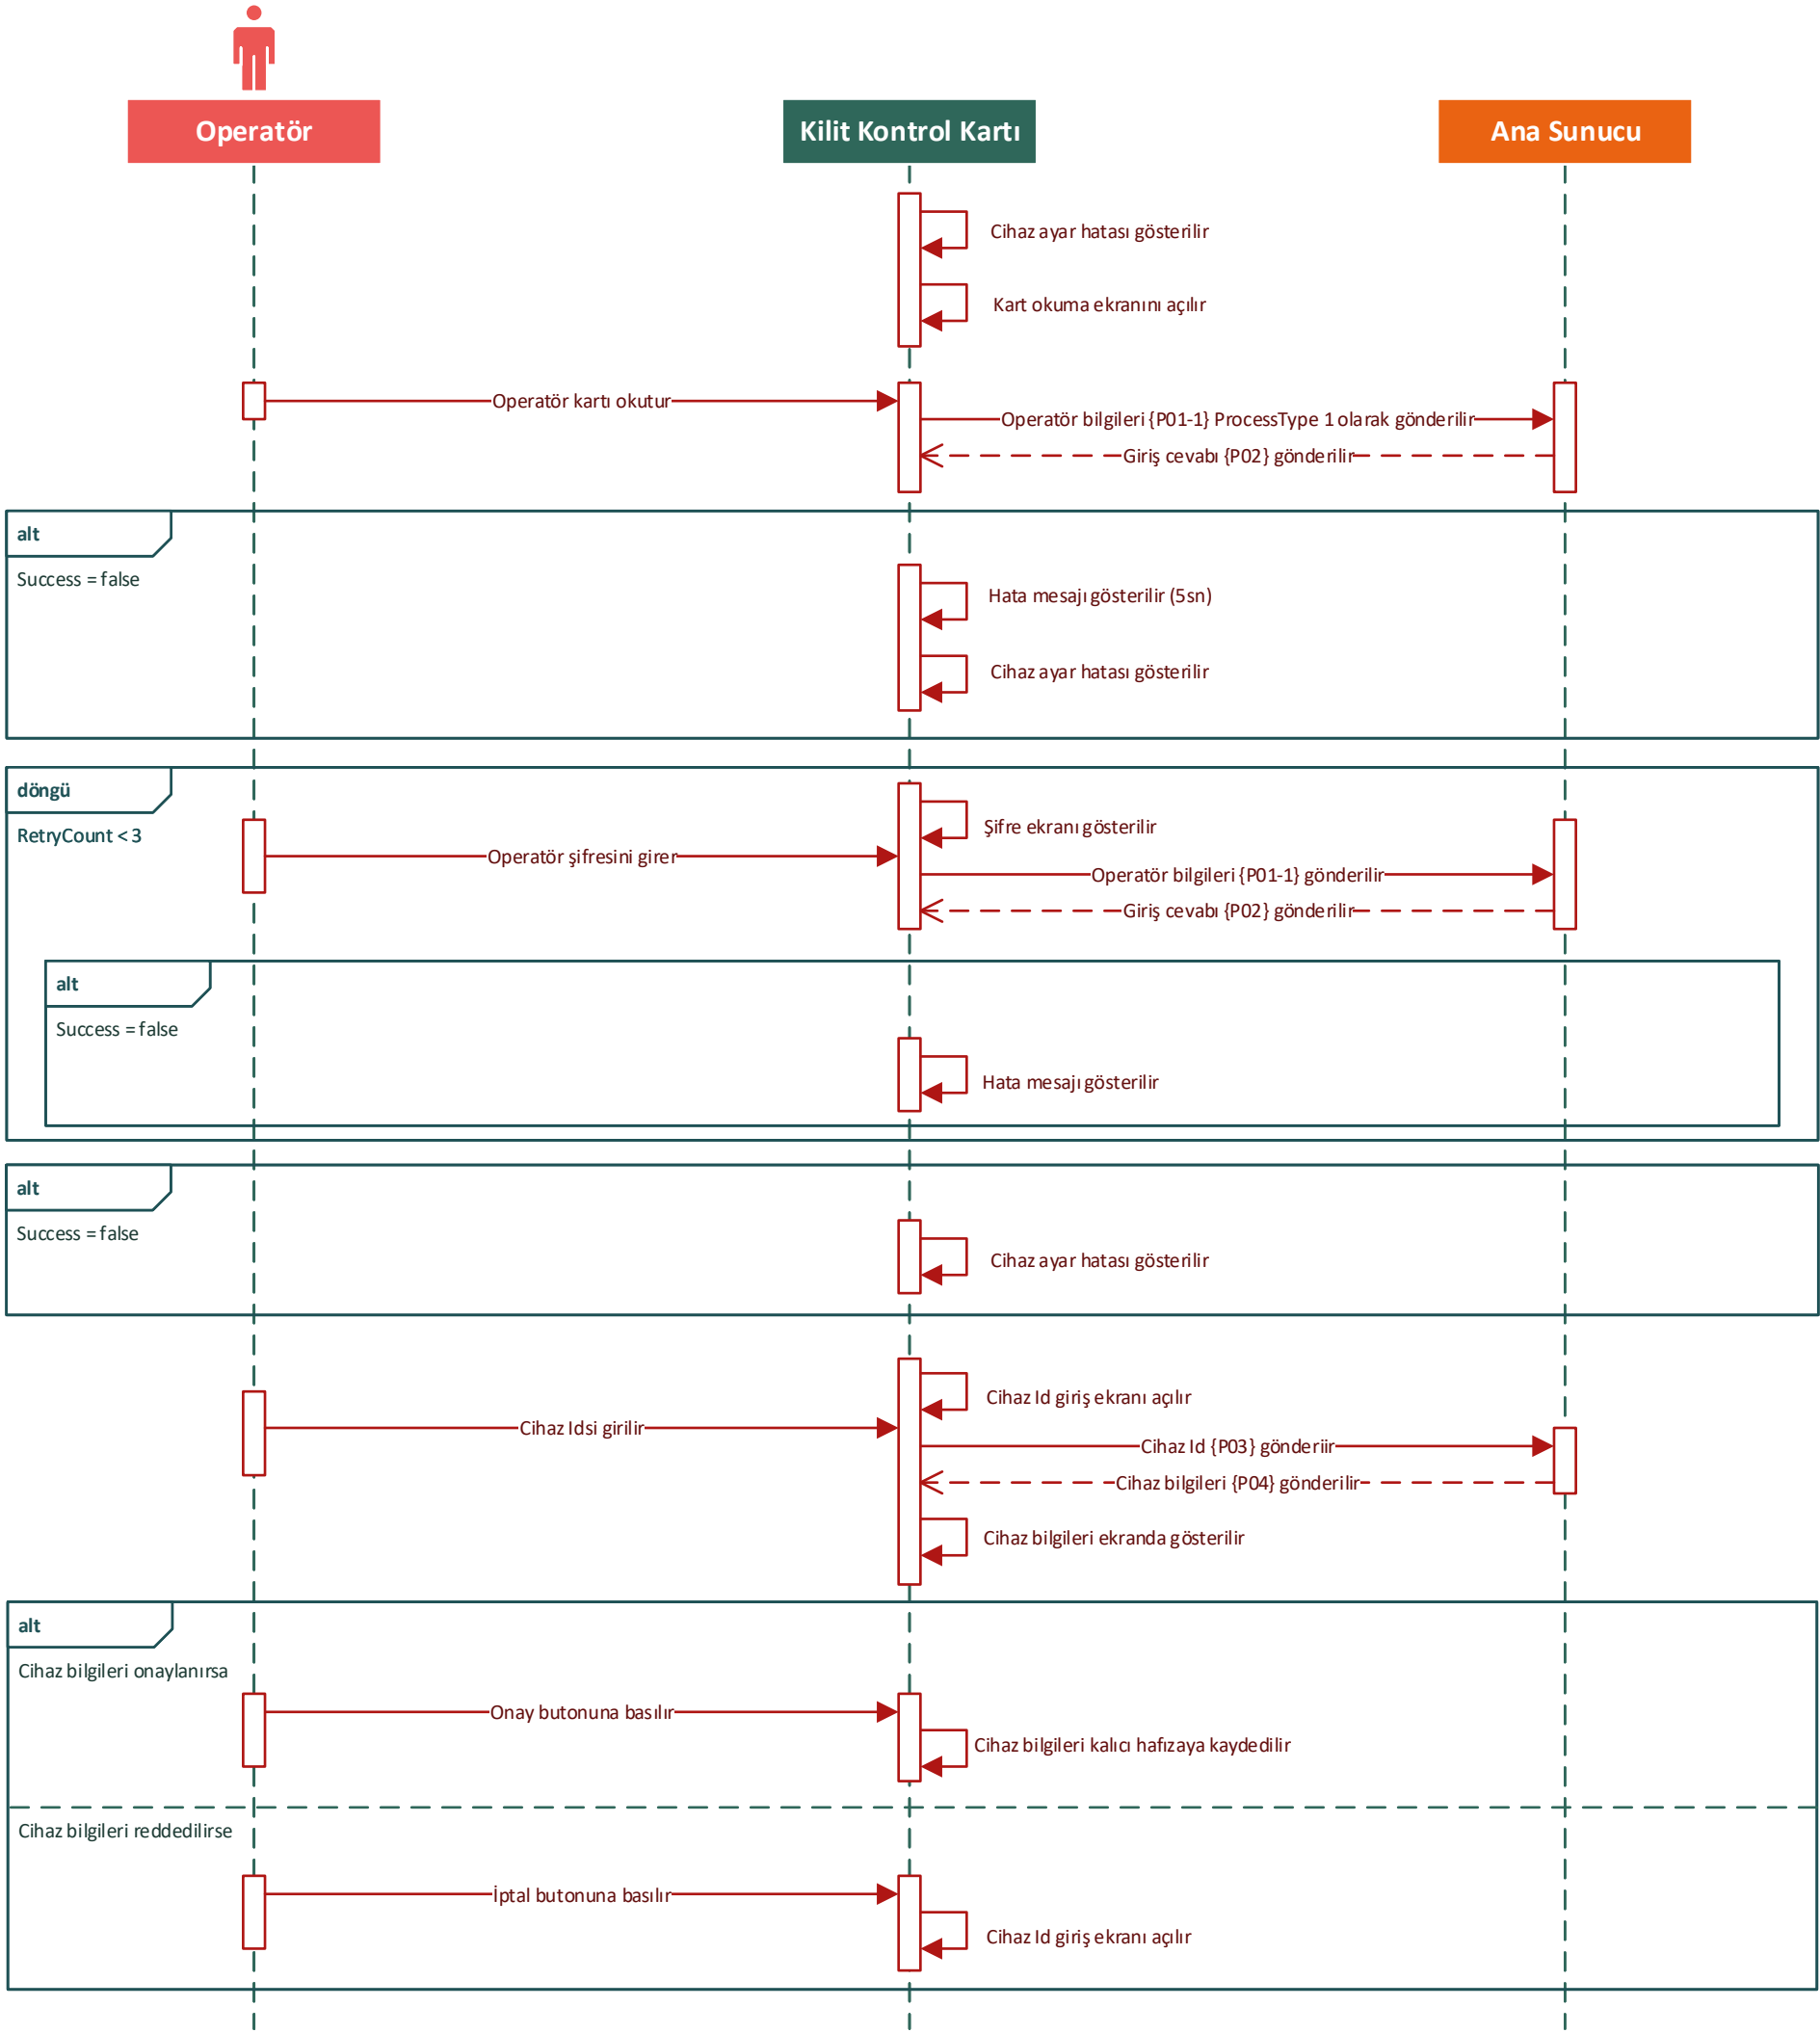 Operatör
Kilit Kontrol Kartı
Ana Sunucu
Cihaz ayar hatası gösterilir
Kart okuma ekranını açılır
Operatör kartı okutur
Operatör bilgileri {P01-1} ProcessType 1 olarak gönderilir
Giriş cevabı {P02} gönderilir
alt
Success = false
Hata mesajı gösterilir (5sn)
Cihaz ayar hatası gösterilir
döngü
RetryCount < 3
Şifre ekranı gösterilir
Operatör şifresini girer
Operatör bilgileri {P01-1} gönderilir
Giriş cevabı {P02} gönderilir
alt
Success = false
Hata mesajı gösterilir
alt
Success = false
Cihaz ayar hatası gösterilir
Cihaz Id giriş ekranı açılır
Cihaz Idsi girilir
Cihaz Id {P03} gönderiir
Cihaz bilgileri {P04} gönderilir
Cihaz bilgileri ekranda gösterilir
alt
Cihaz bilgileri onaylanırsa
Onay butonuna basılır
Cihaz bilgileri kalıcı hafızaya kaydedilir
Cihaz bilgileri reddedilirse
İptal butonuna basılır
Cihaz Id giriş ekranı açılır